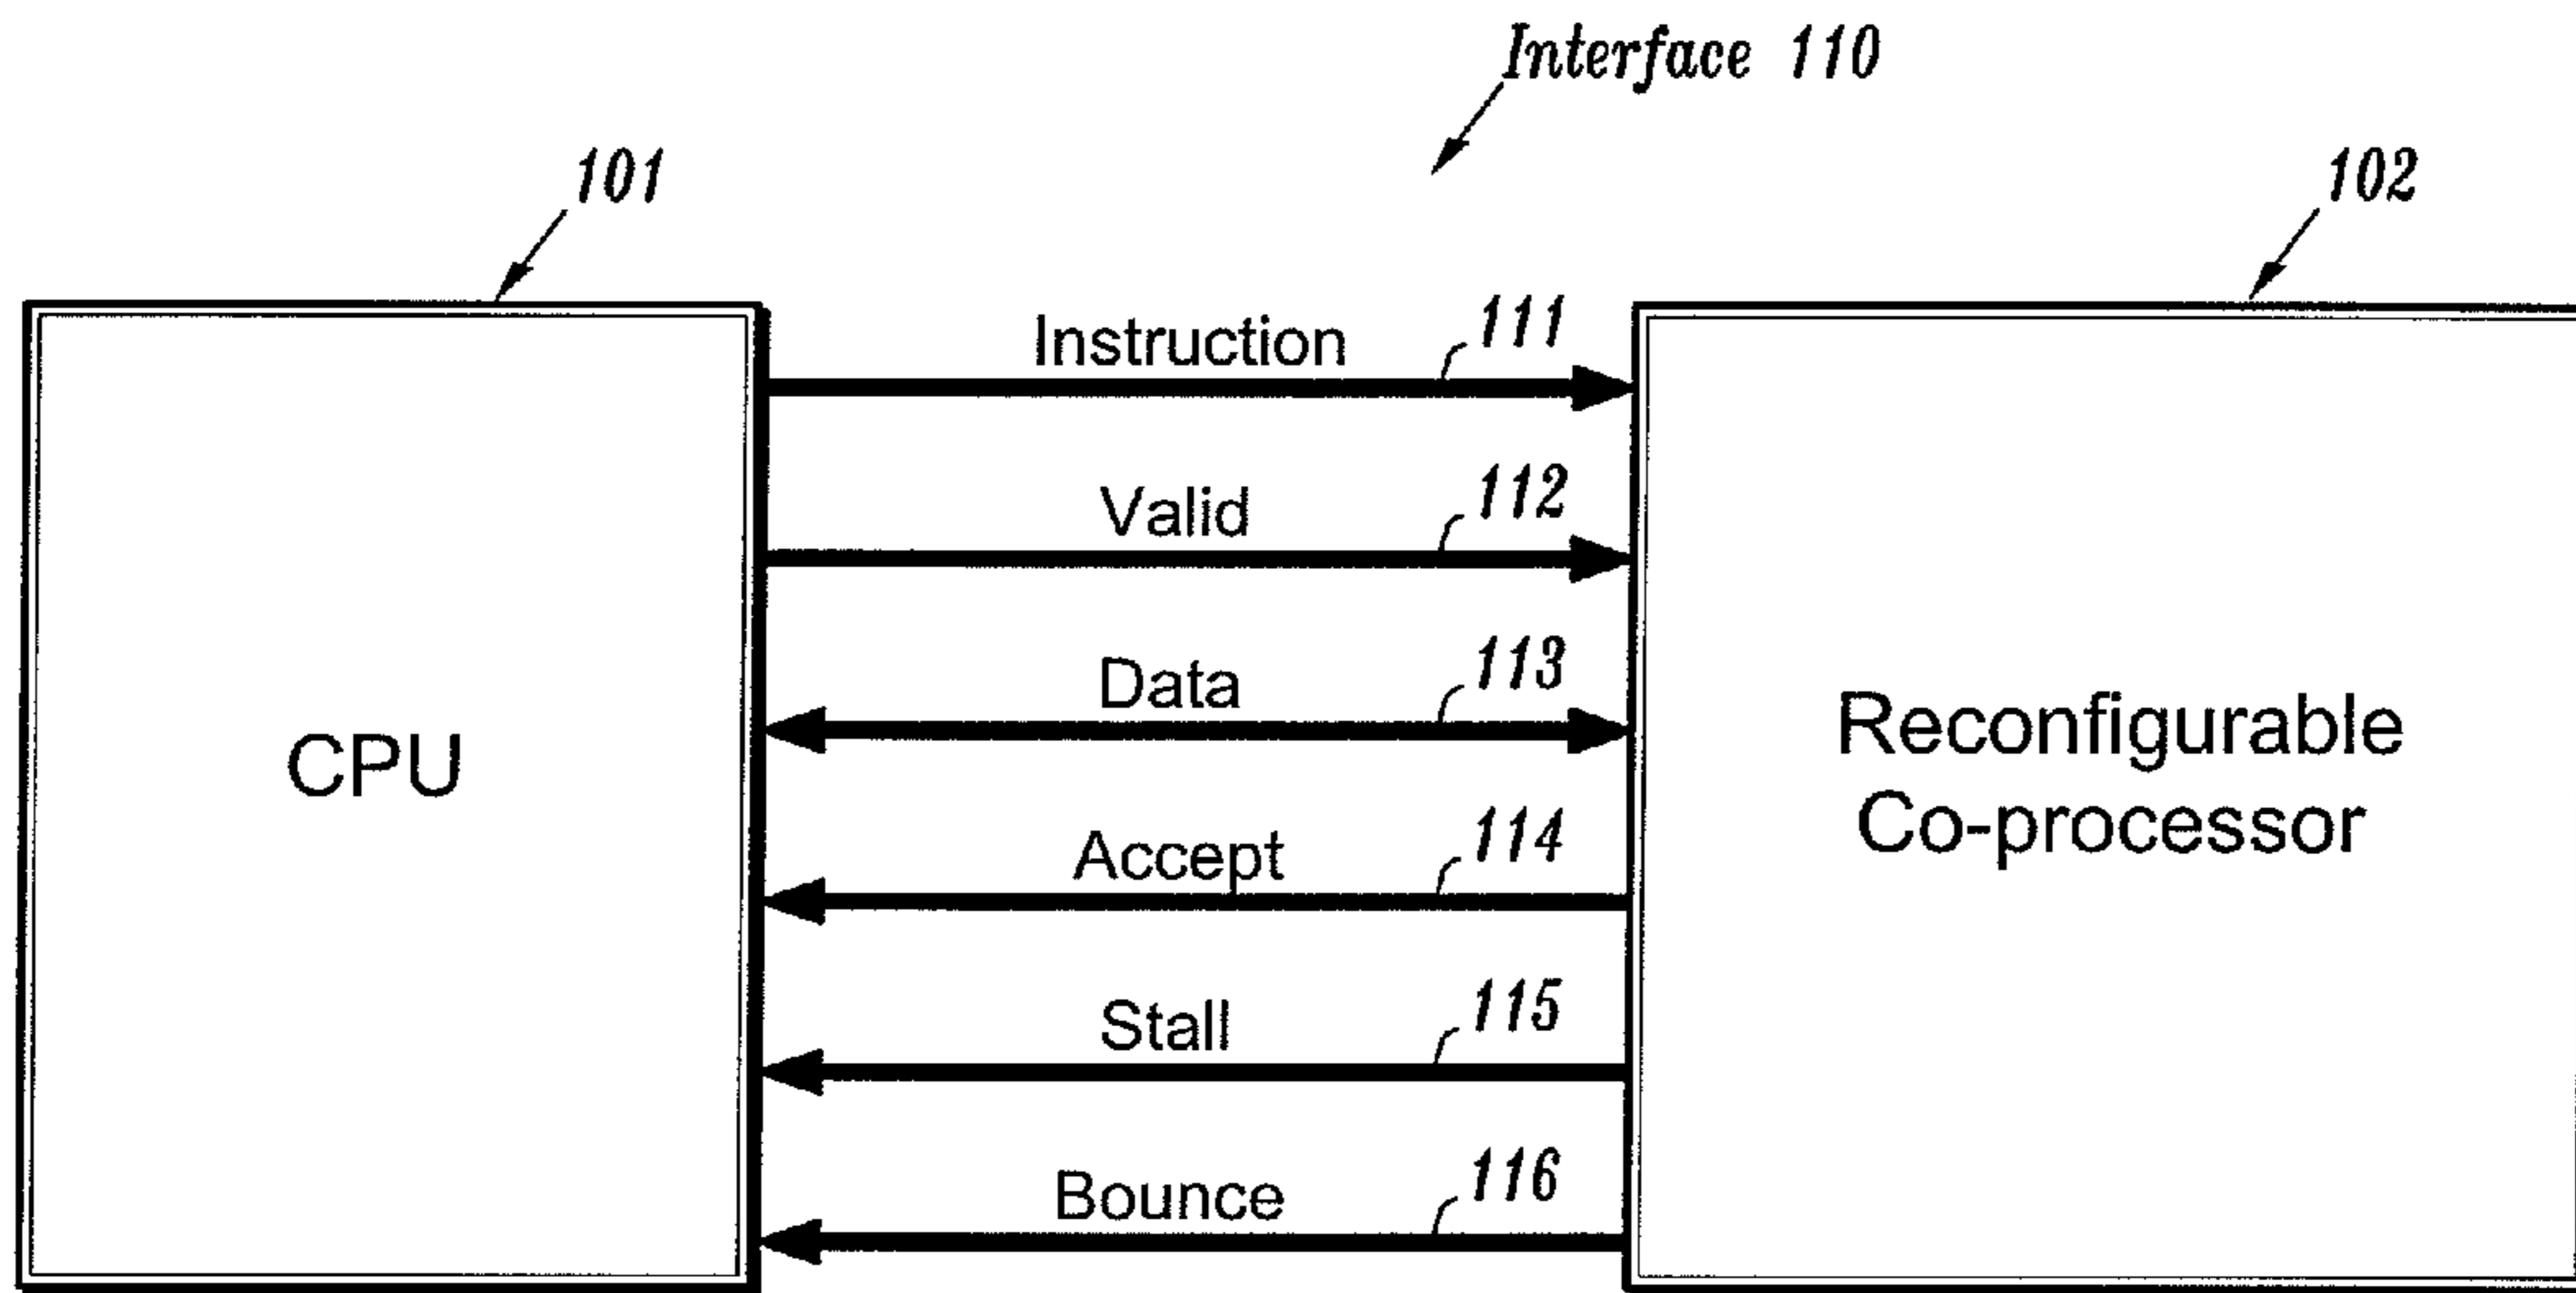 Interface 110
101
102
Instruction
111
Valid
112
Data
113
CPU
Reconfigurable
Co-processor
Accept
114
Stall
115
Bounce
116